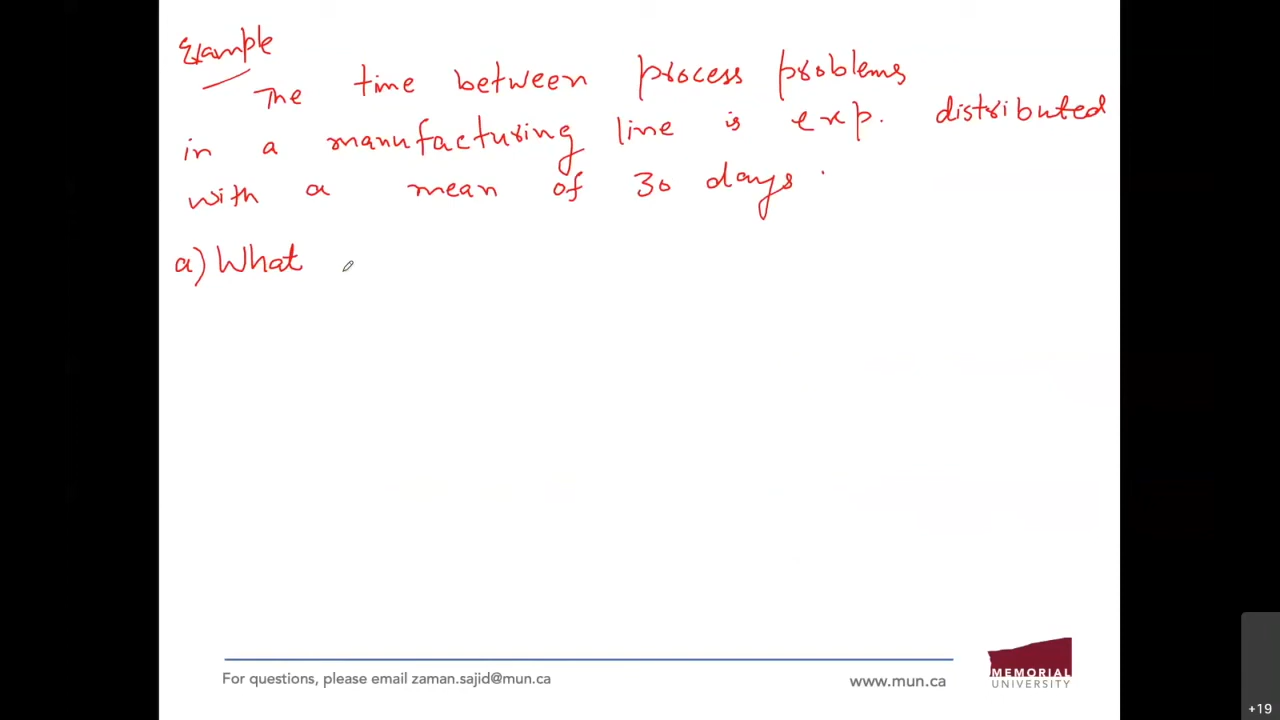 Example
The time between process problems
in a manufacturing line is exp. distributed
with a mean of 30 days.
a) What
For questions, please email zaman.sajid@mun.ca
www.mun.ca
MEMORIAL
UNIVERSITY
+19